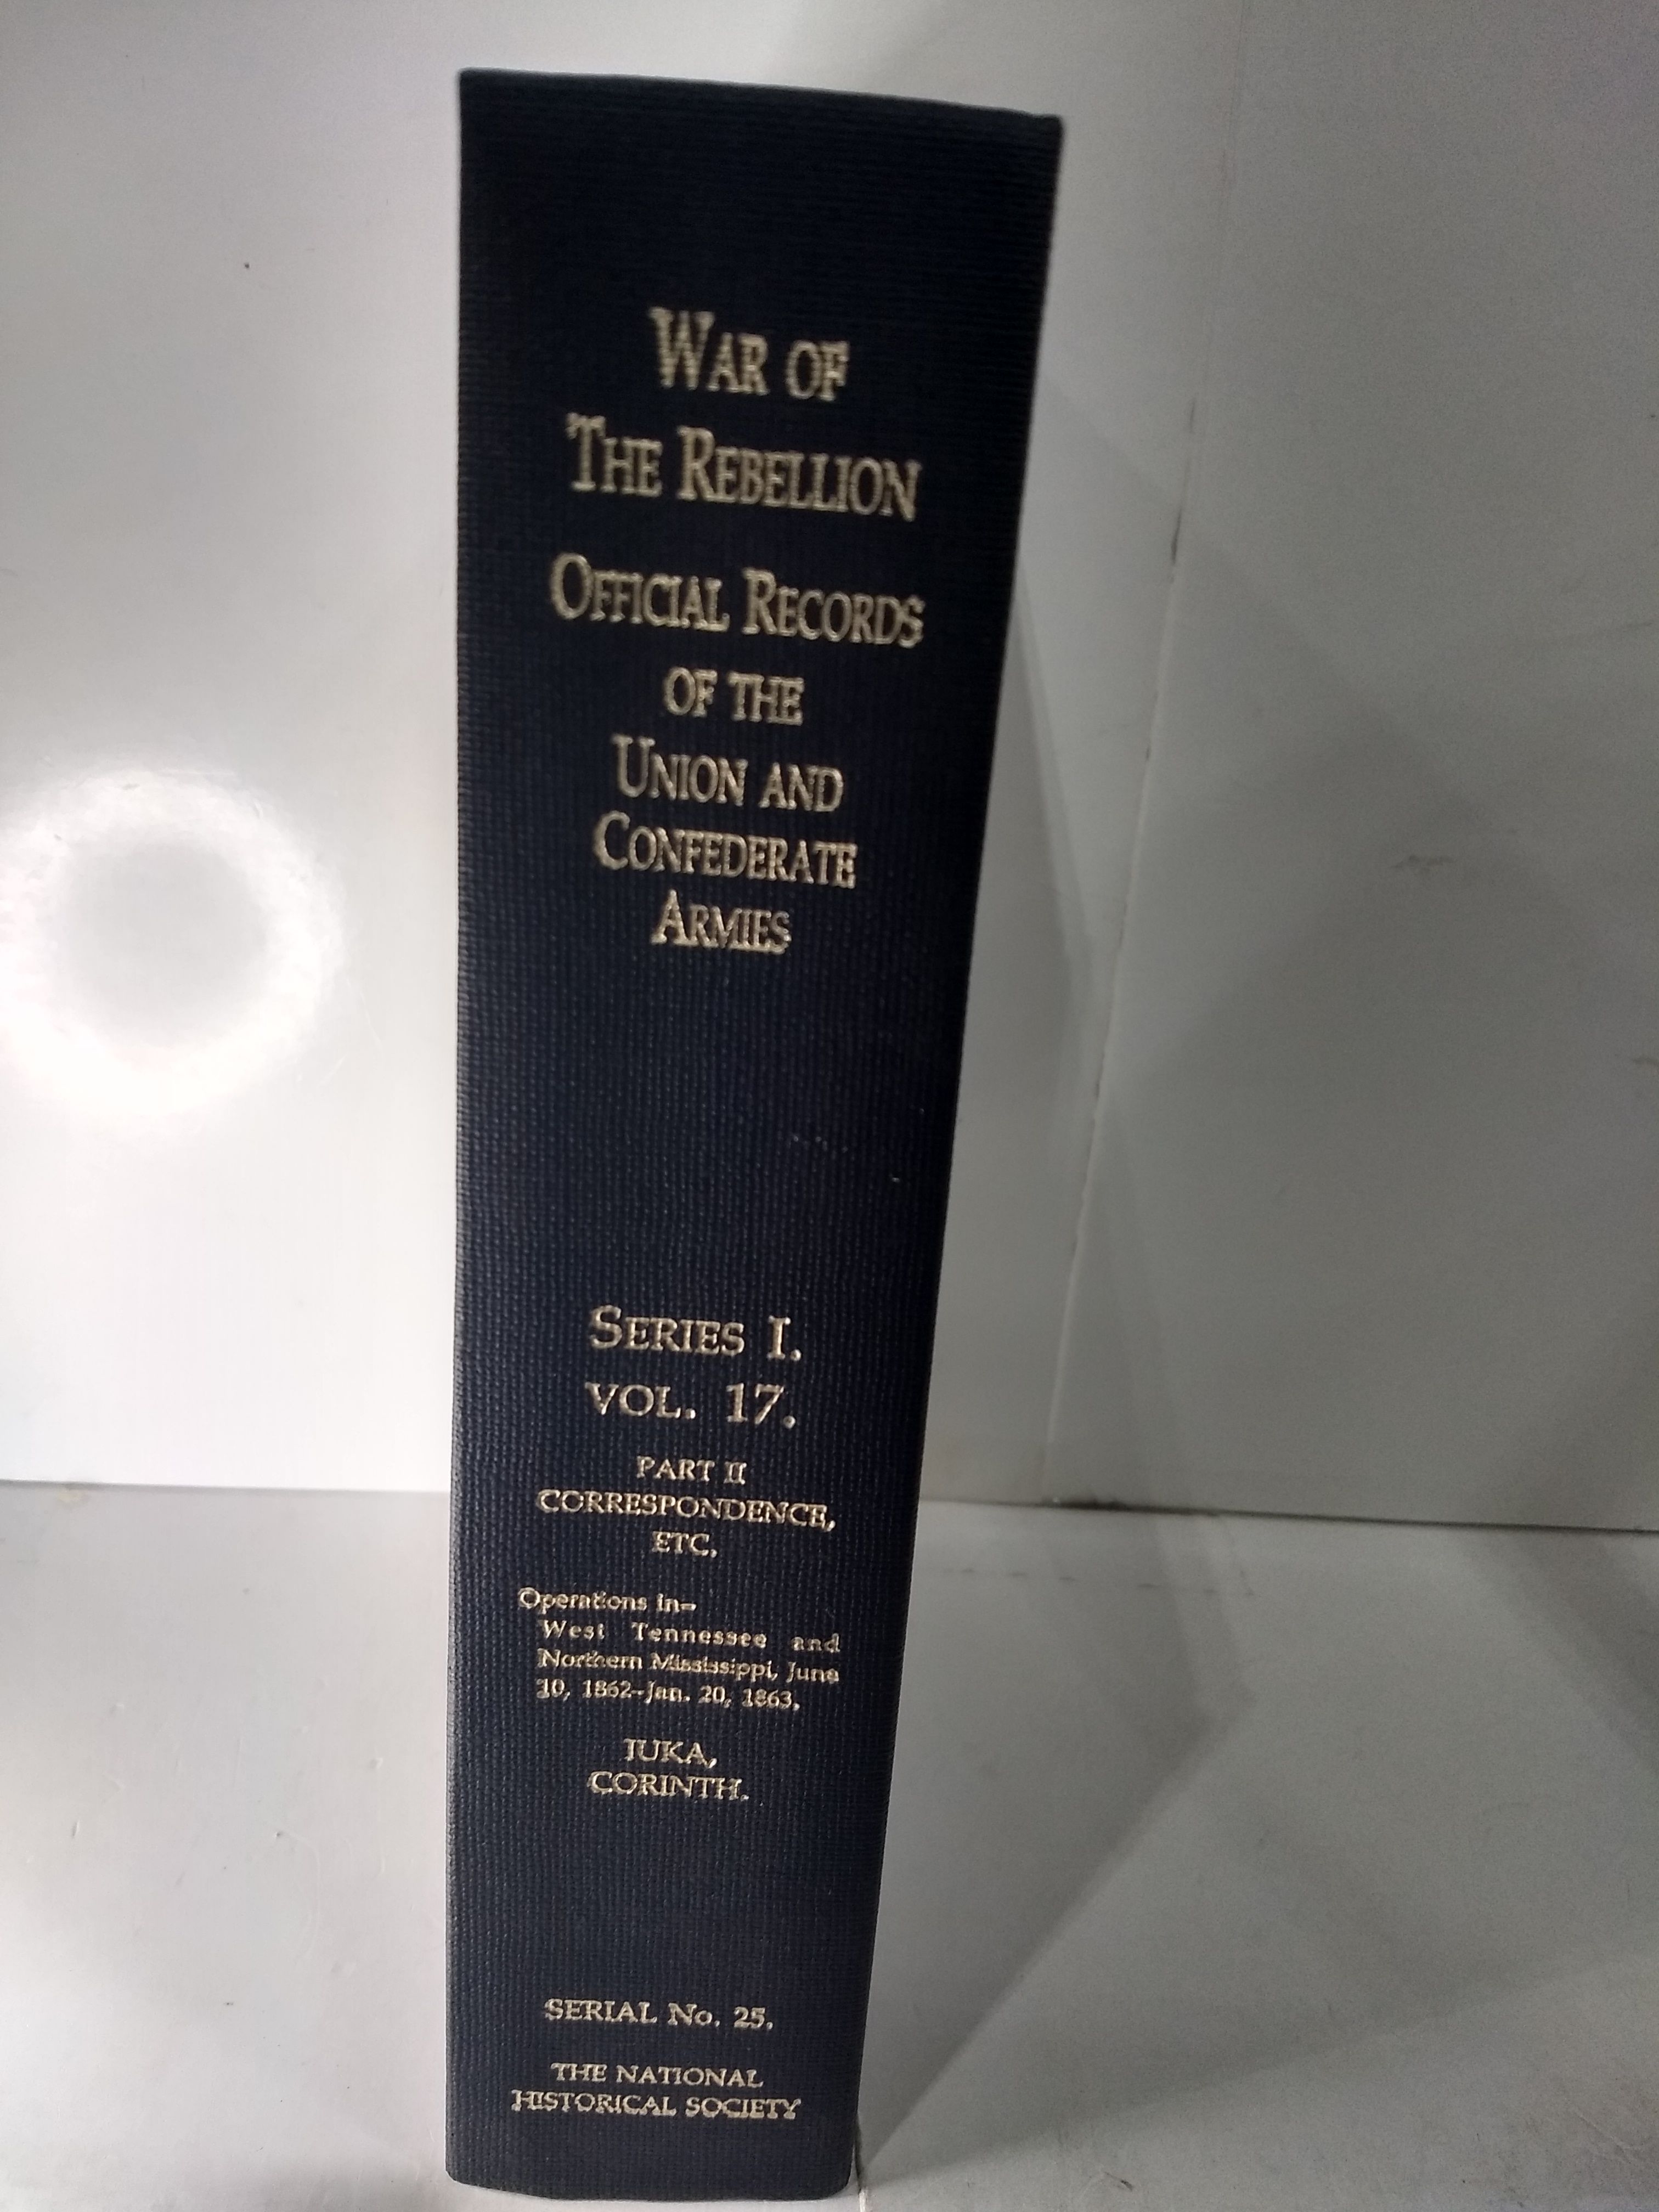 WAR OF
THE REBELLION
OFFICIAL RECORDS
OF THE
UNION AND
CONFEDERATE
ARMIES
SERIES I.
VOL. 17.
PART II
CORRESPONDENCE,
ETC.
Operations in–
West Tennessee and
Northern Mississippi, June
10, 1862–Jan. 20, 1863.
IUKA,
CORINTH.
SERIAL No. 25.
THE NATIONAL
HISTORICAL SOCIETY